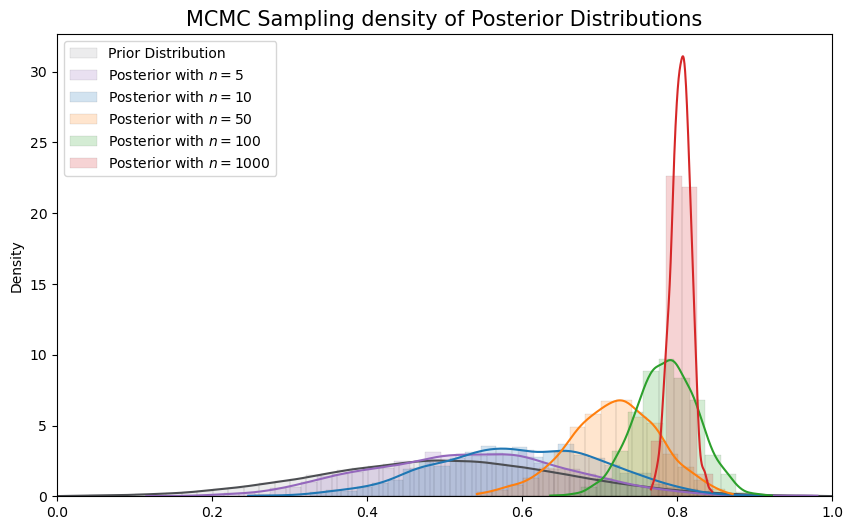 MCMC Sampling density of Posterior Distributions
Prior Distribution
Posterior with n = 5
Posterior with n = 10
Posterior with n = 50
Posterior with n = 100
Posterior with n = 1000
Density
30
25
20
15
10
5
0
0.0 0.2 0.4 0.6 0.8 1.0